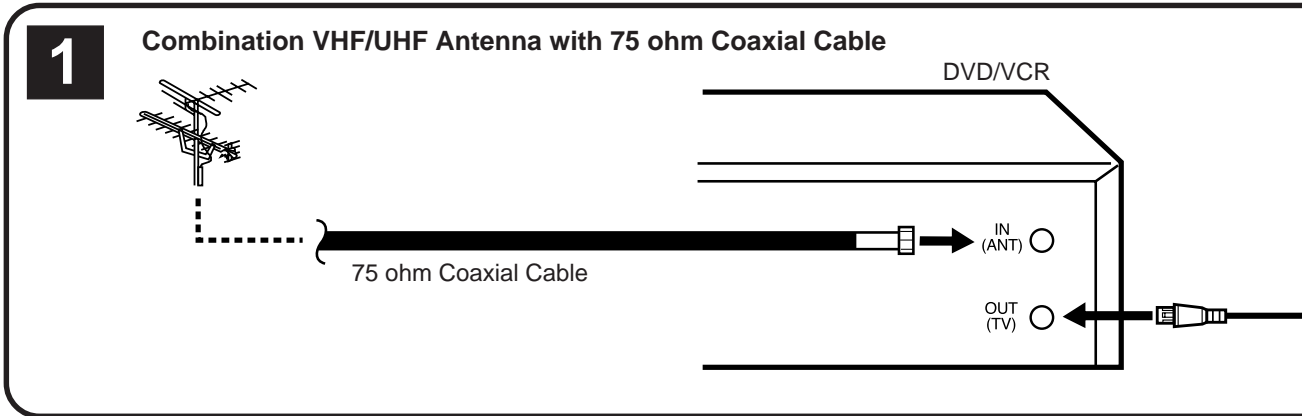 1
Combination VHF/UHF Antenna with 75 ohm Coaxial Cable
DVD/VCR
IN
(ANT)
75 ohm Coaxial Cable
OUT
(TV)